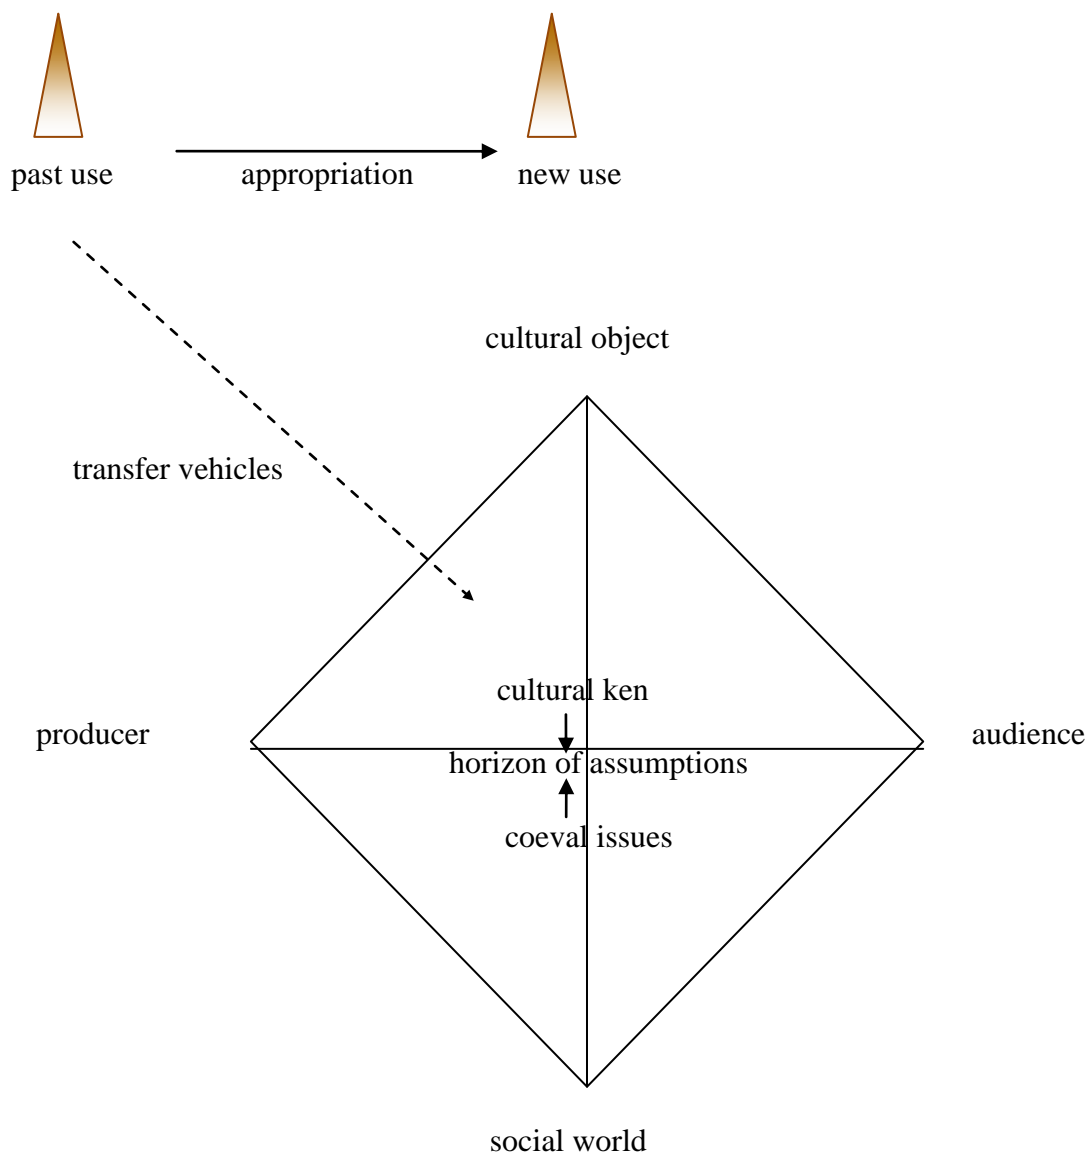 past use
appropriation
new use
cultural object
transfer vehicles
cultural ken
producer
audience
horizon of assumptions
coeval issues
social world